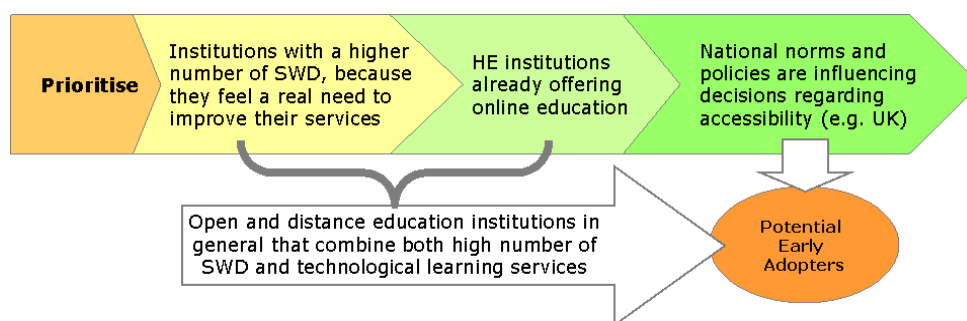 Prioritise
Institutions with a higher
number of SWD, because
they feel a real need to
improve their services
HE institutions
already offering
online education
National norms and
policies are influencing
decisions regarding
accessibility (e.g. UK)
Open and distance education institutions in
general that combine both high number of
SWD and technological learning services
Potential
Early
Adopters